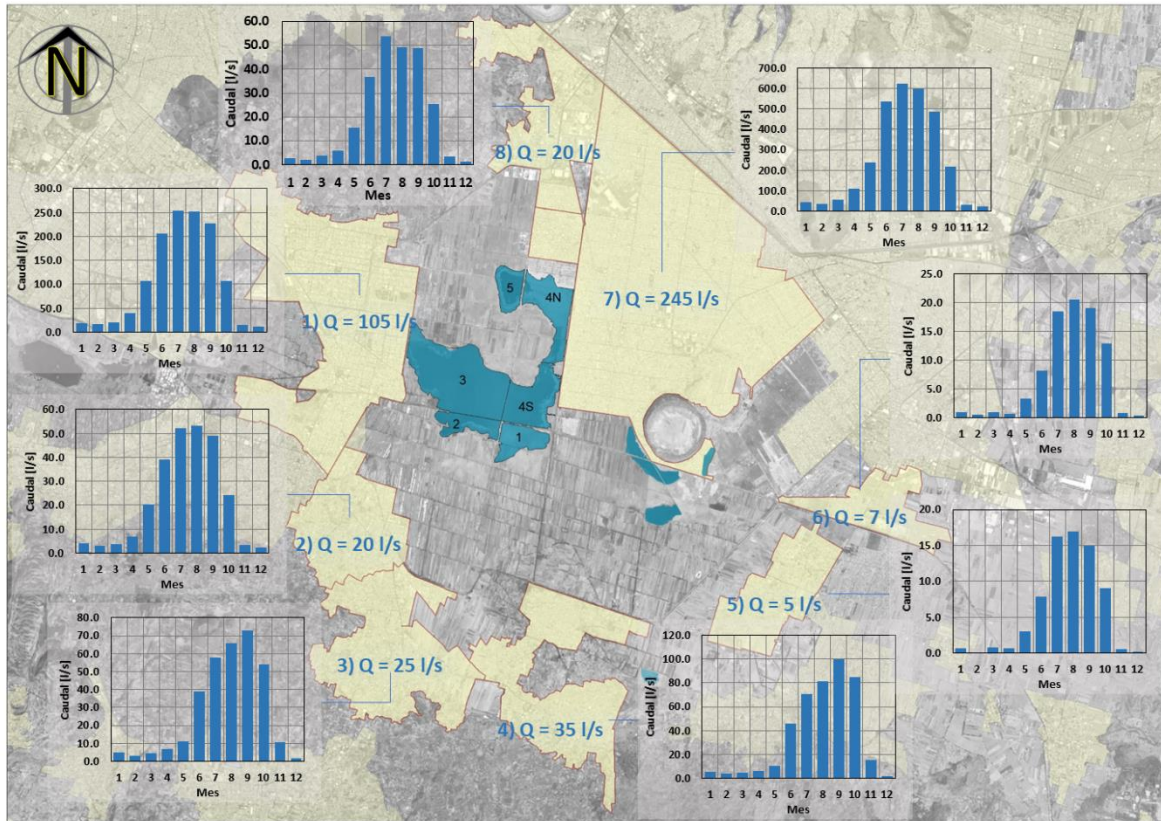 N
60.0
50.0
40.0
30.0
20.0
10.0
0.0
Caudal [l/s]
1 2 3 4 5 6 7 8 9 10 11 12
Mes
8) Q = 20 l/s
700.0
600.0
500.0
400.0
300.0
200.0
100.0
0.0
Caudal [l/s]
1 2 3 4 5 6 7 8 9 10 11 12
Mes
300.0
250.0
200.0
150.0
100.0
50.0
0.0
Caudal [l/s]
1 2 3 4 5 6 7 8 9 10 11 12
Mes
1) Q = 105 l/s
5
4N
7) Q = 245 l/s
3
4S
2
1
25.0
20.0
15.0
10.0
5.0
0.0
Caudal [l/s]
1 2 3 4 5 6 7 8 9 10 11 12
Mes
60.0
50.0
40.0
30.0
20.0
10.0
0.0
Caudal [l/s]
1 2 3 4 5 6 7 8 9 10 11 12
Mes
2) Q = 20 l/s
6) Q = 7 l/s
20.0
15.0
10.0
5.0
0.0
Caudal [l/s]
1 2 3 4 5 6 7 8 9 10 11 12
Mes
5) Q = 5 l/s
80.0
70.0
60.0
50.0
40.0
30.0
20.0
10.0
0.0
Caudal [l/s]
1 2 3 4 5 6 7 8 9 10 11 12
Mes
3) Q = 25 l/s
4) Q = 35 l/s
120.0
100.0
80.0
60.0
40.0
20.0
0.0
Caudal [l/s]
1 2 3 4 5 6 7 8 9 10 11 12
Mes